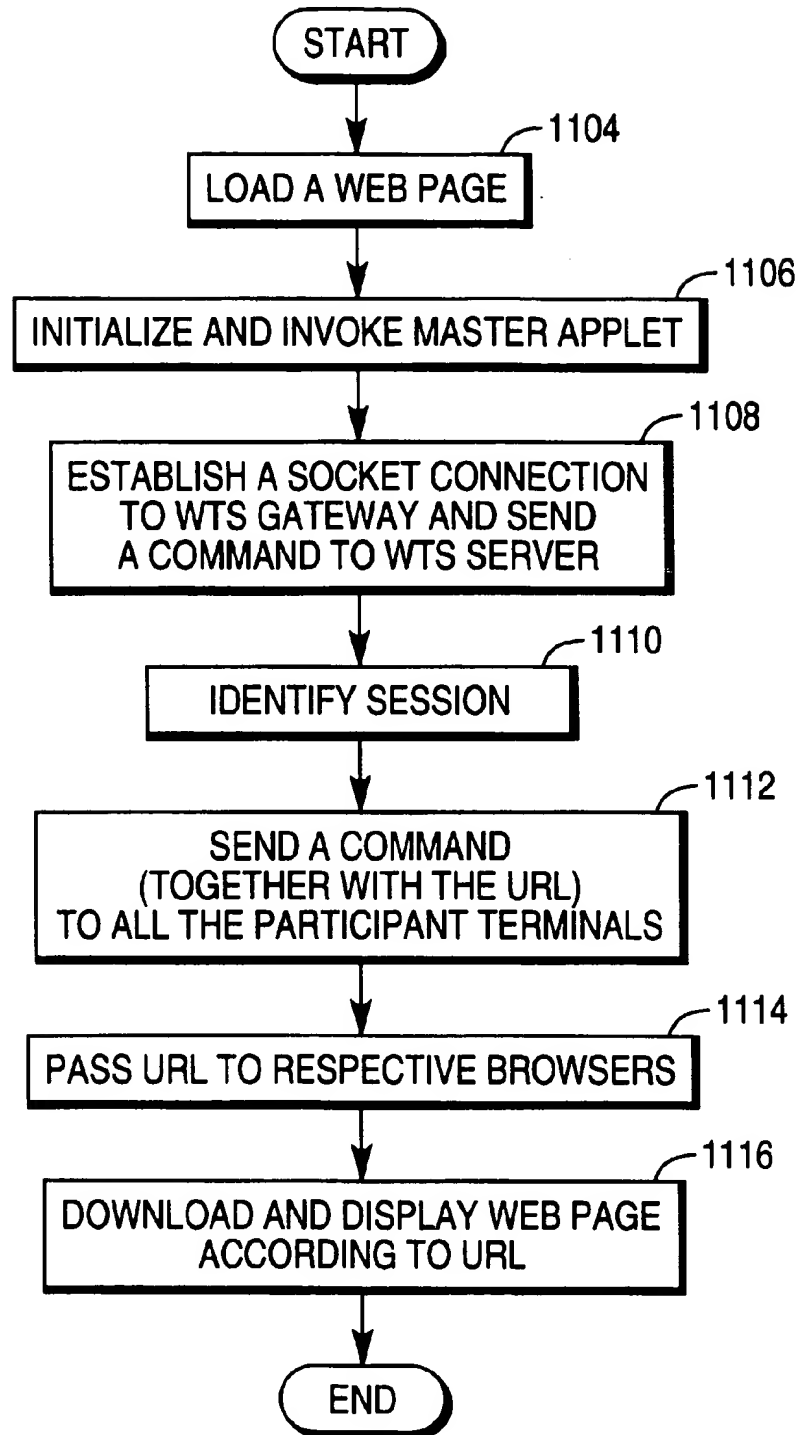 START
1104
LOAD A WEB PAGE
1106
INITIALIZE AND INVOKE MASTER APPLET
1108
ESTABLISH A SOCKET CONNECTION
TO WTS GATEWAY AND SEND
A COMMAND TO WTS SERVER
1110
IDENTIFY SESSION
1112
SEND A COMMAND
(TOGETHER WITH THE URL)
TO ALL THE PARTICIPANT TERMINALS
1114
PASS URL TO RESPECTIVE BROWSERS
1116
DOWNLOAD AND DISPLAY WEB PAGE
ACCORDING TO URL
END